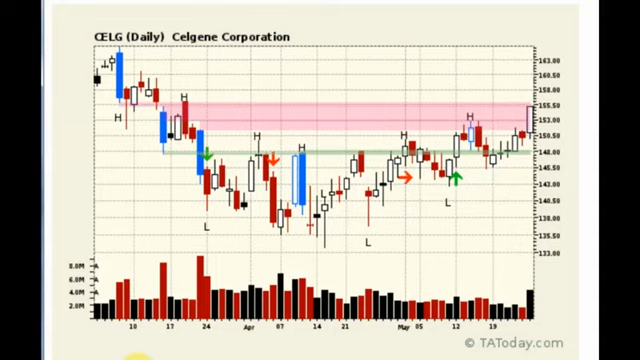 CELG (Daily) Celgene Corporation
163.00
160.50
158.00
155.50
153.00
150.50
148.00
145.50
143.00
140.50
138.00
135.50
133.00
H
H
H
H
H
H
L
L
L
8.0M
6.0M
4.0M
2.0M
A
A
A
10
17
24
Apr
07
14
21
May
05
12
19
© TAToday.com